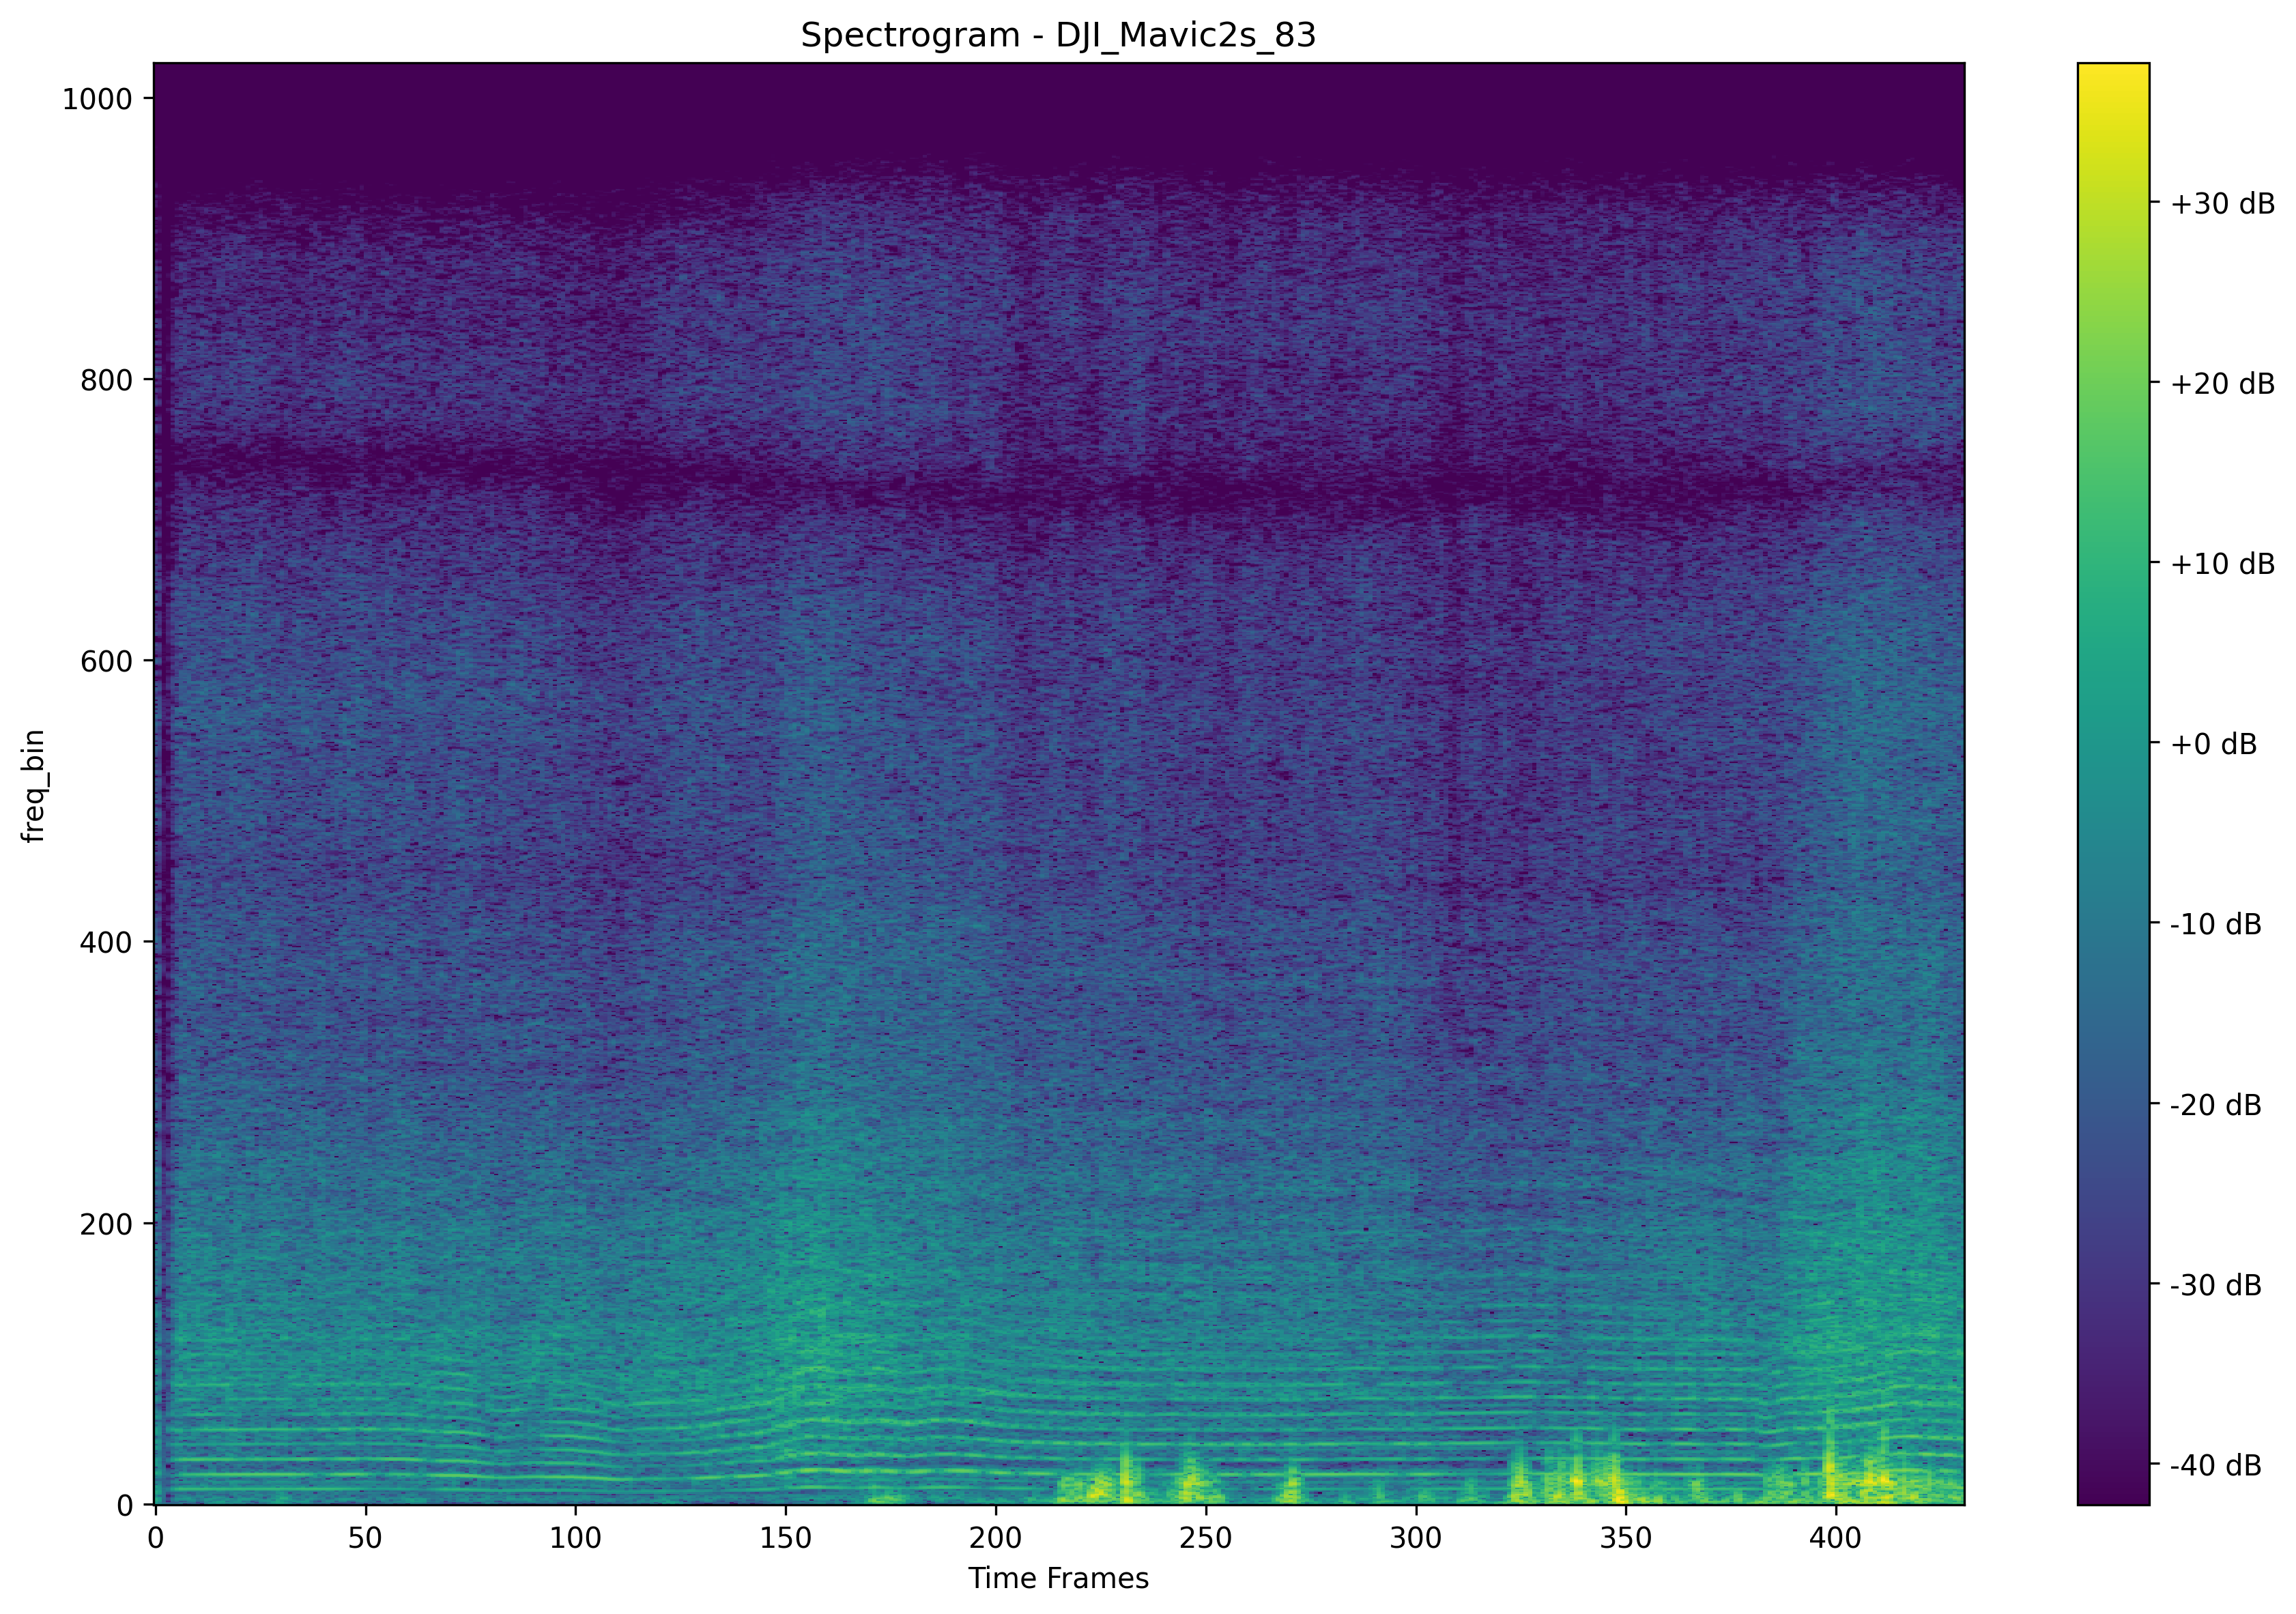 Spectrogram - DJI_Mavic2s_83
1000
800
600
400
200
0
freq_bin
0 50 100 150 200 250 300 350 400
Time Frames
+30 dB
+20 dB
+10 dB
+0 dB
-10 dB
-20 dB
-30 dB
-40 dB